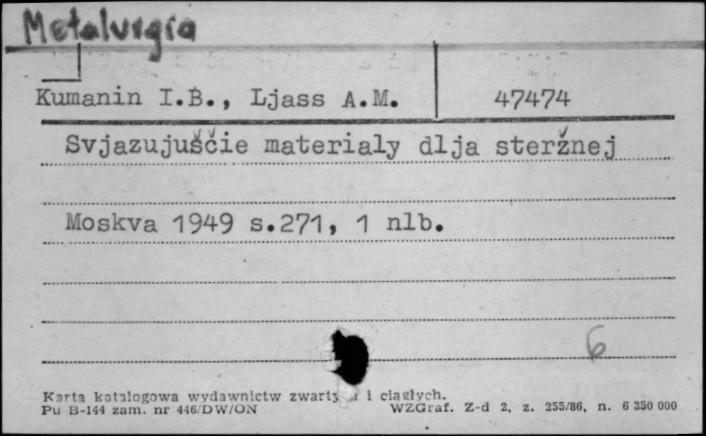 Metalurgia
Kumanin I.B., Ljass A.M. 47474
Svjazujuščie materialy dlja steržnej
Moskva 1949 s.271, 1 nlb.
6
Karta katalogowa wydawnictw i ciągłych.
Pu B-144 zam. nr 446/DW/ON WZGraf. Z-d 2, z. 255/86, n. 6 350 000